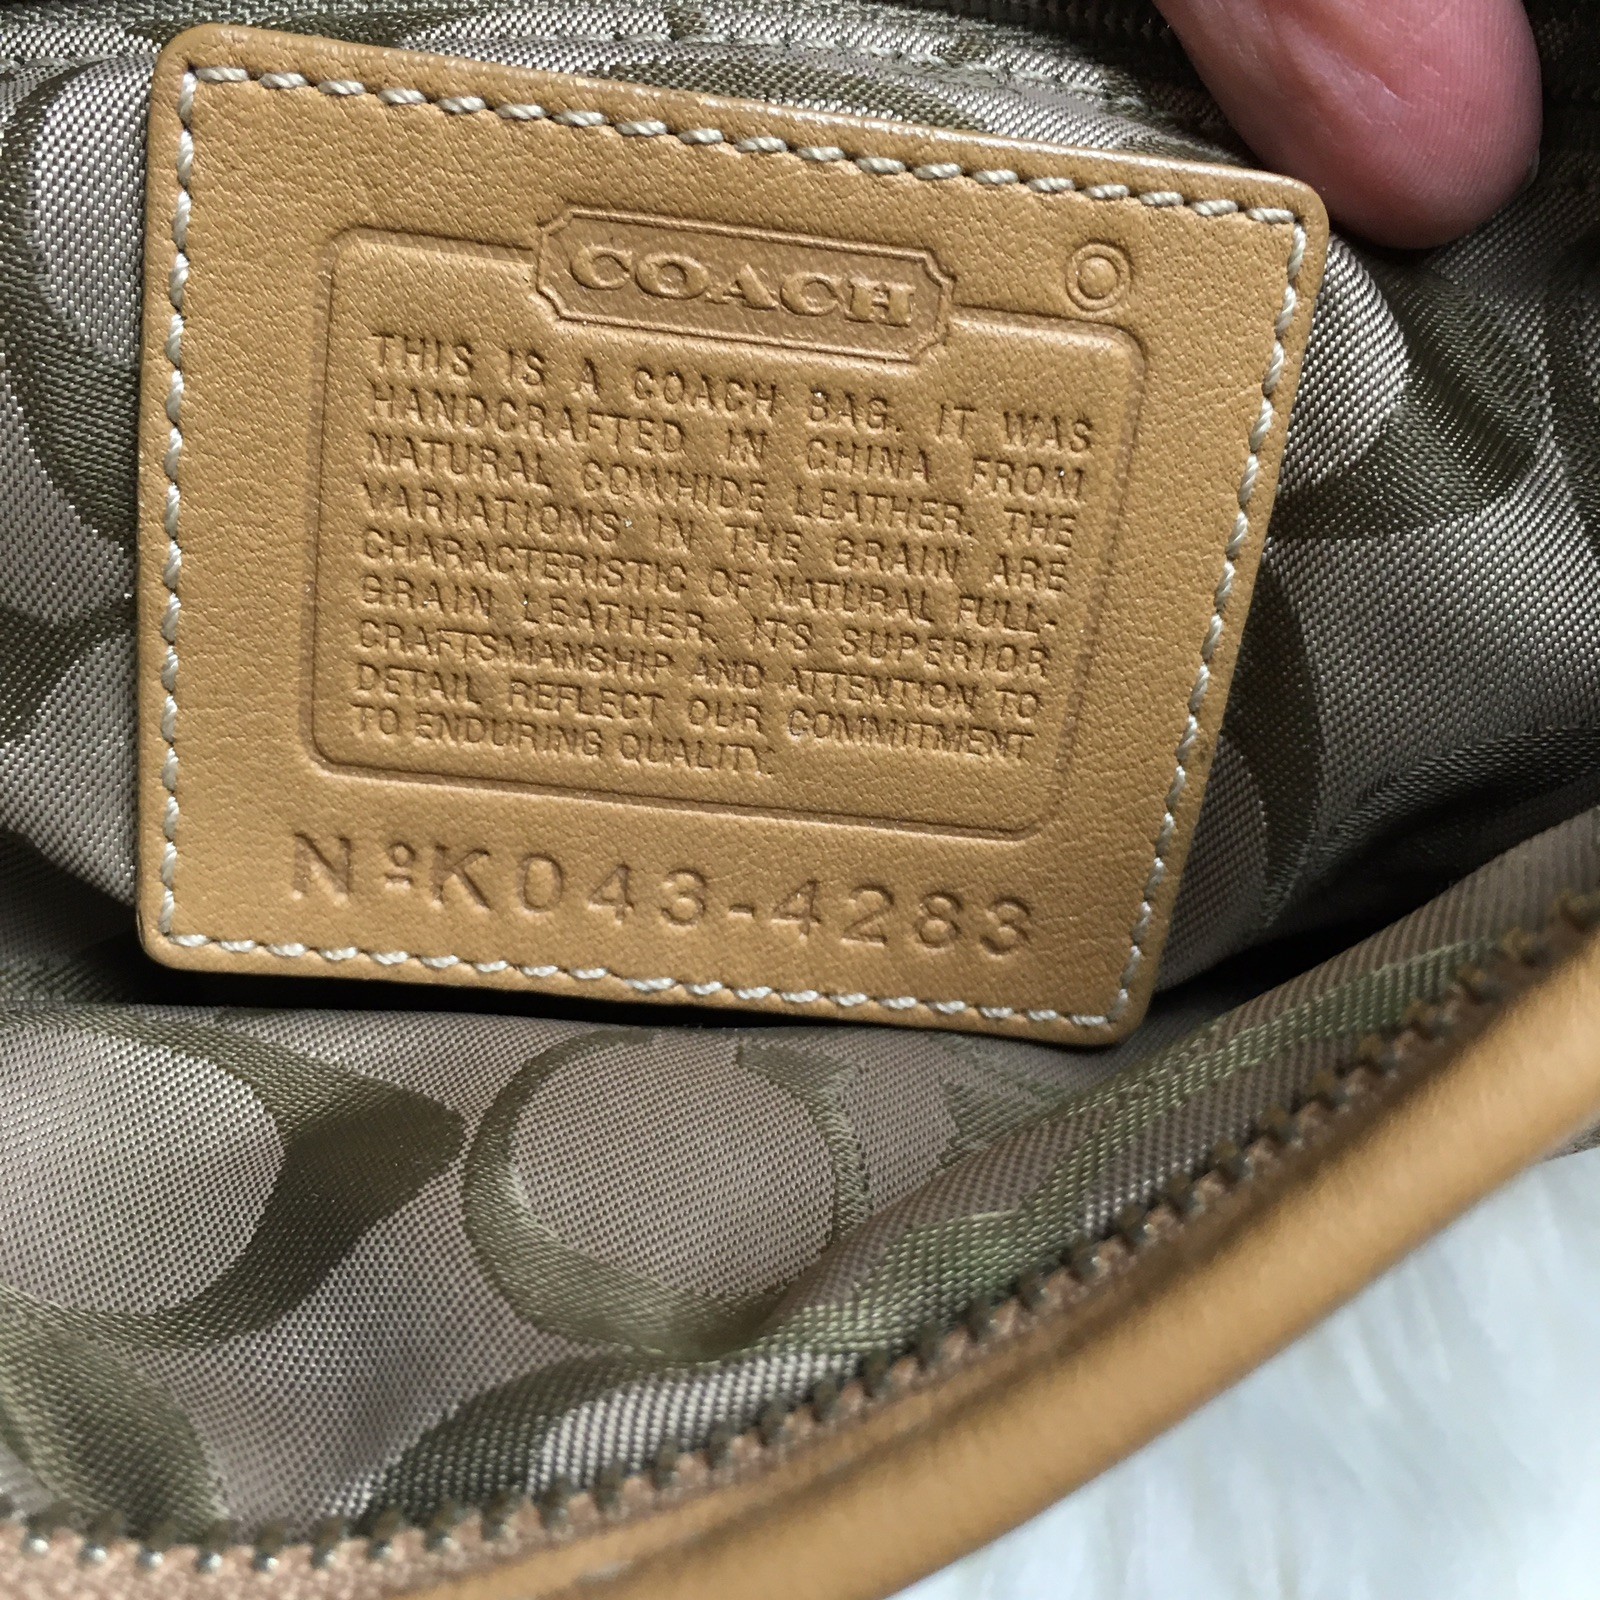 COACH
THIS IS A COACH BAG. IT WAS
HANDCRAFTED IN CHINA FROM
NATURAL COWHIDE LEATHER. THE
VARIATIONS IN THE GRAIN ARE
CHARACTERISTIC OF NATURAL FULL-
GRAIN LEATHER. ITS SUPERIOR
CRAFTSMANSHIP AND ATTENTION TO
DETAIL REFLECT OUR COMMITMENT
TO ENDURING QUALITY.
Nº K043-4283